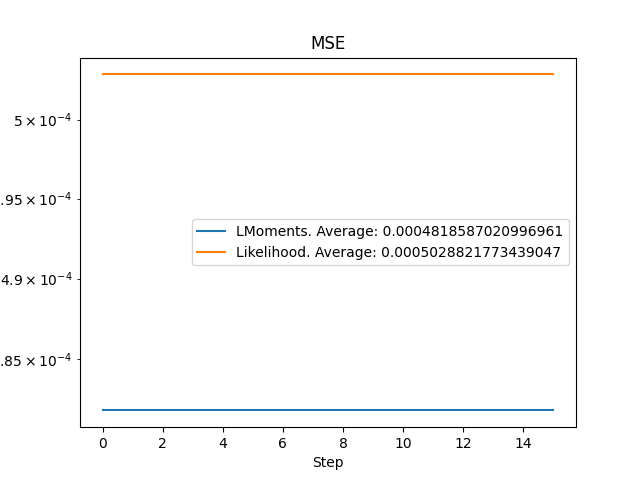 MSE
5 × 10⁻⁴
.95 × 10⁻⁴
4.9 × 10⁻⁴
.85 × 10⁻⁴
LMoments. Average: 0.0004818587020996961
Likelihood. Average: 0.0005028821773439047
0 2 4 6 8 10 12 14
Step